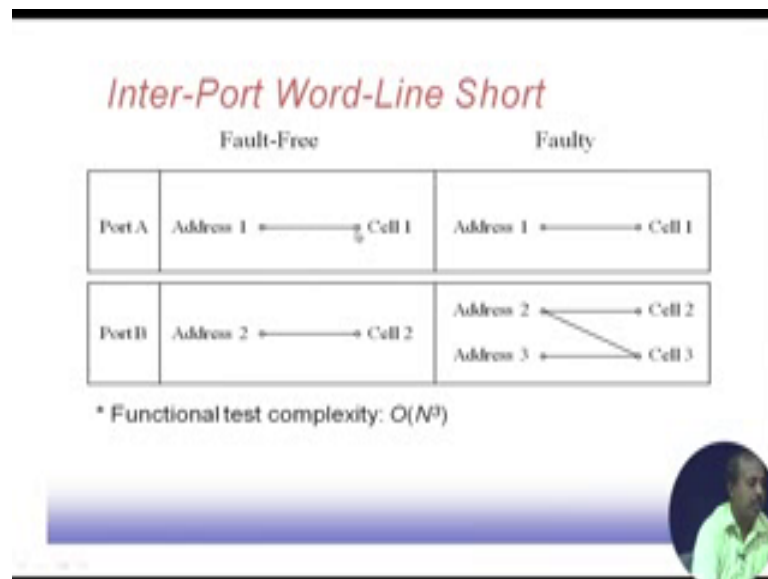 Inter-Port Word-Line Short
Fault-Free Faulty
Port A Address 1 Cell 1 Address 1 Cell 1
Port B Address 2 Cell 2 Address 2 Cell 2
Address 3 Cell 3
* Functional test complexity: O(N³)